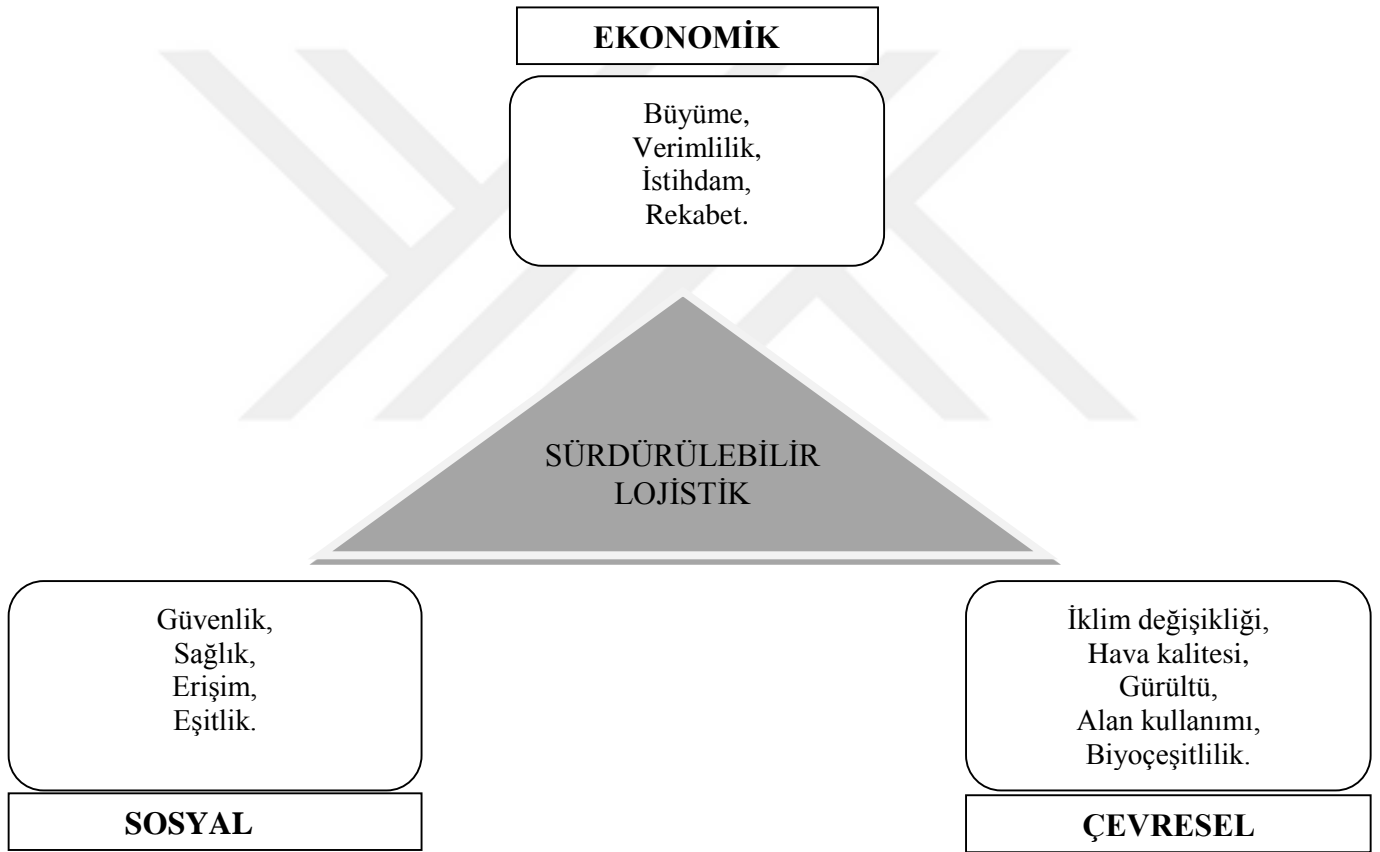 EKONOMİK
Büyüme,
Verimlilik,
İstihdam,
Rekabet.
SÜRDÜRÜLEBİLİR
LOJİSTİK
Güvenlik,
Sağlık,
Erişim,
Eşitlik.
SOSYAL
İklim değişikliği,
Hava kalitesi,
Gürültü,
Alan kullanımı,
Biyoçeşitlilik.
ÇEVRESEL